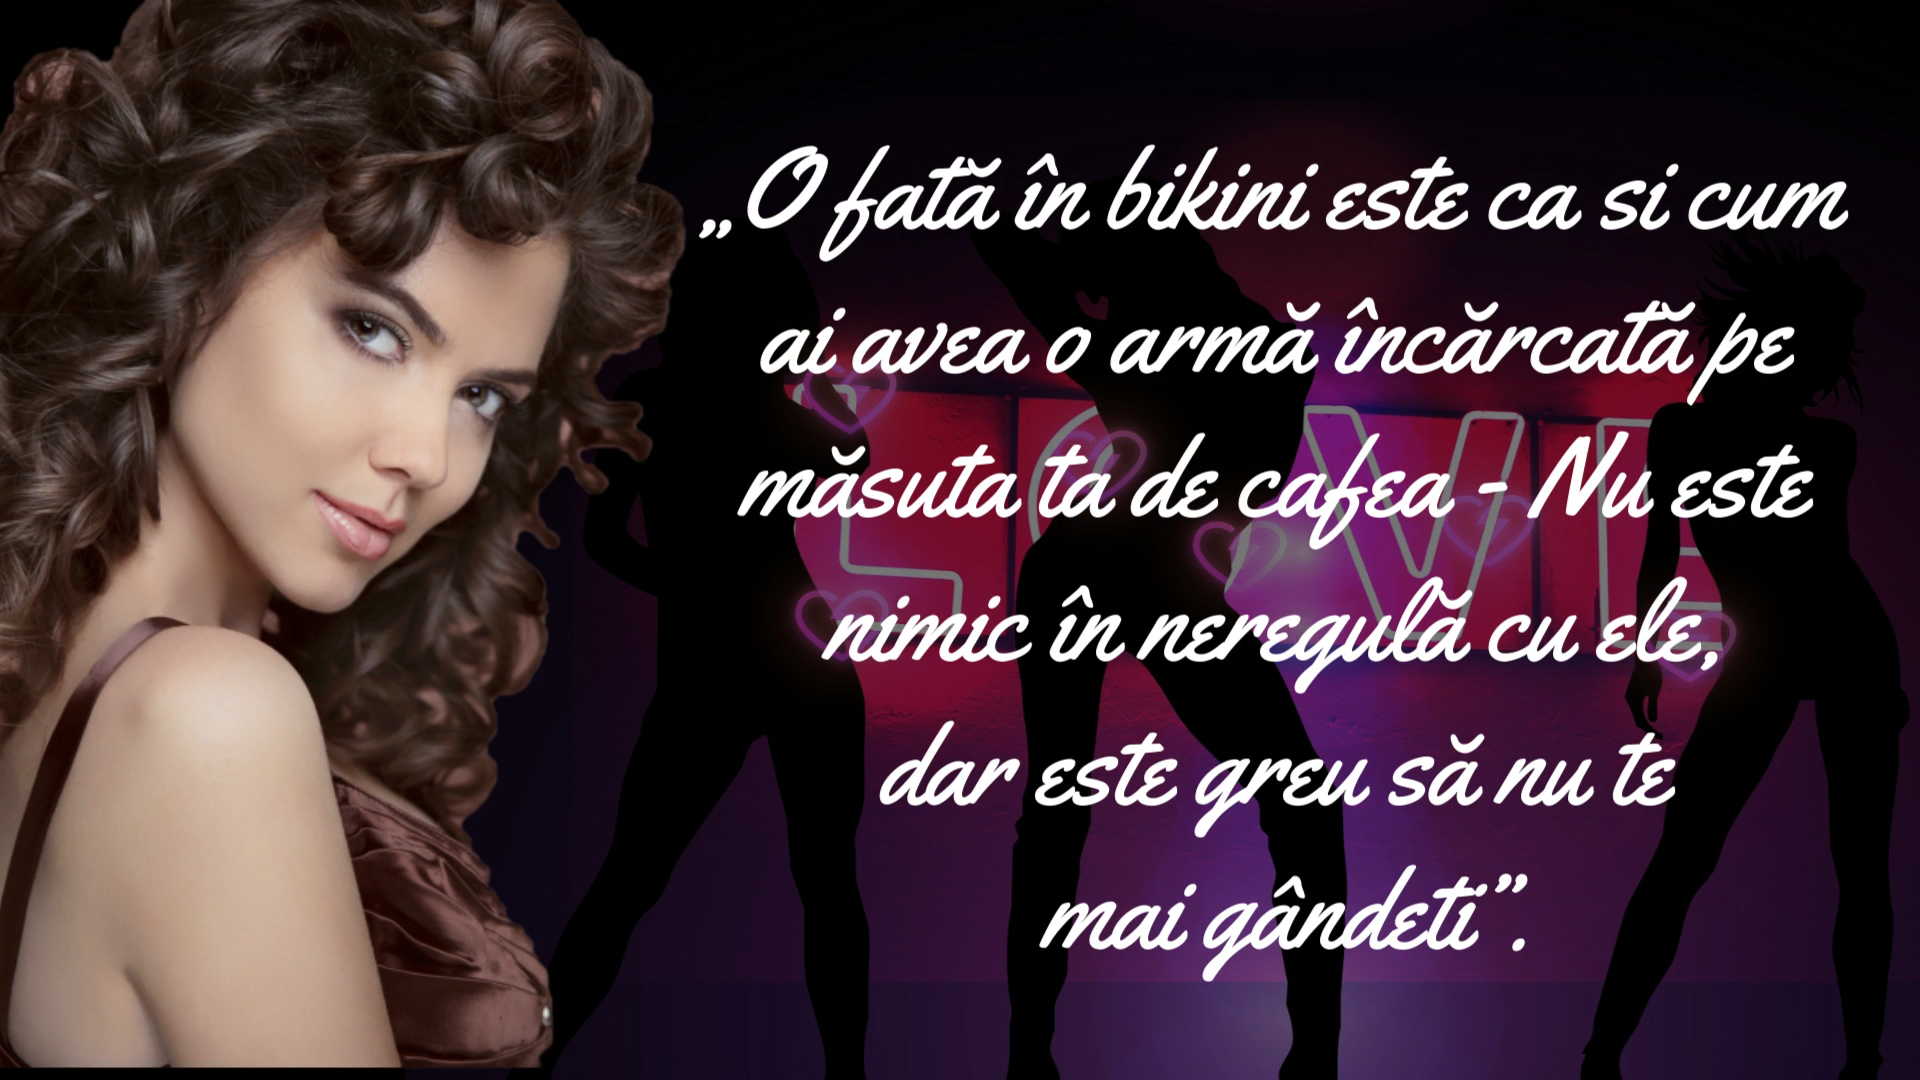 „O fată în bikini este ca si cum
ai avea o armă încărcată pe
măsuta ta de cafea - Nu este
nimic în neregulă cu ele,
dar este greu să nu te
mai gândeti”.
LOVE